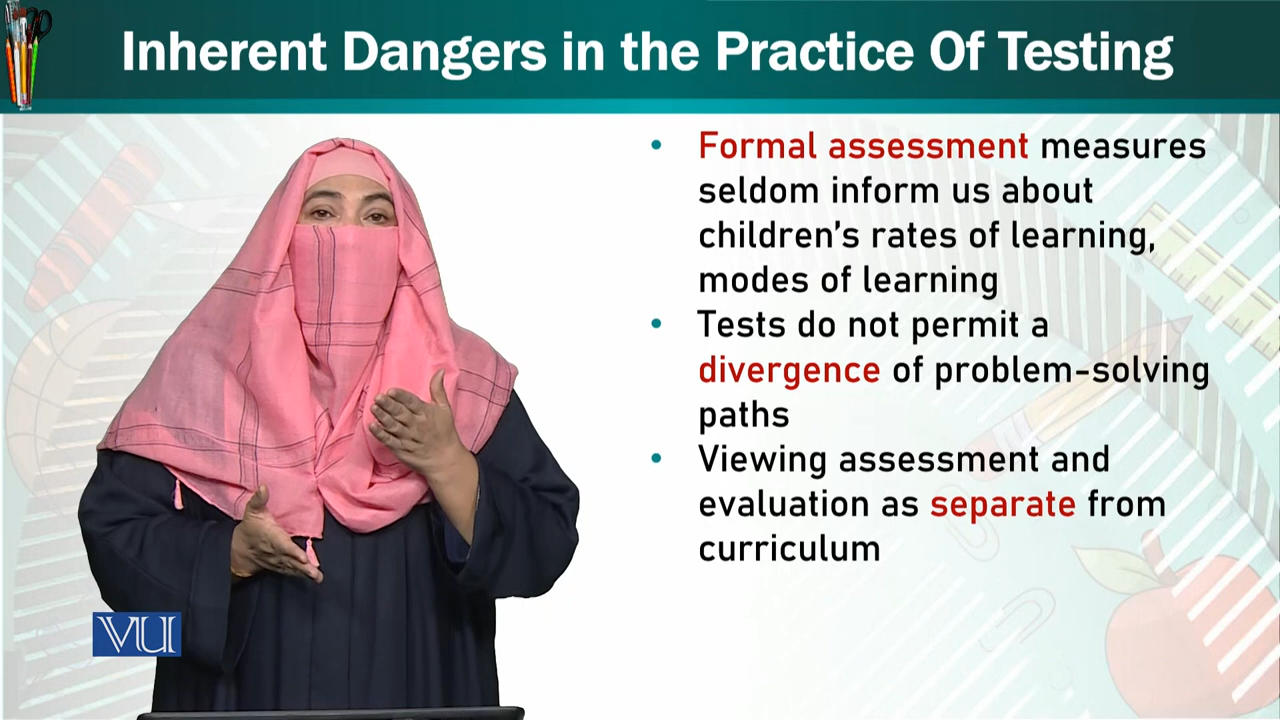 Inherent Dangers in the Practice Of Testing
• Formal assessment measures
seldom inform us about
children's rates of learning,
modes of learning
• Tests do not permit a
divergence of problem-solving
paths
• Viewing assessment and
evaluation as separate from
curriculum
VU